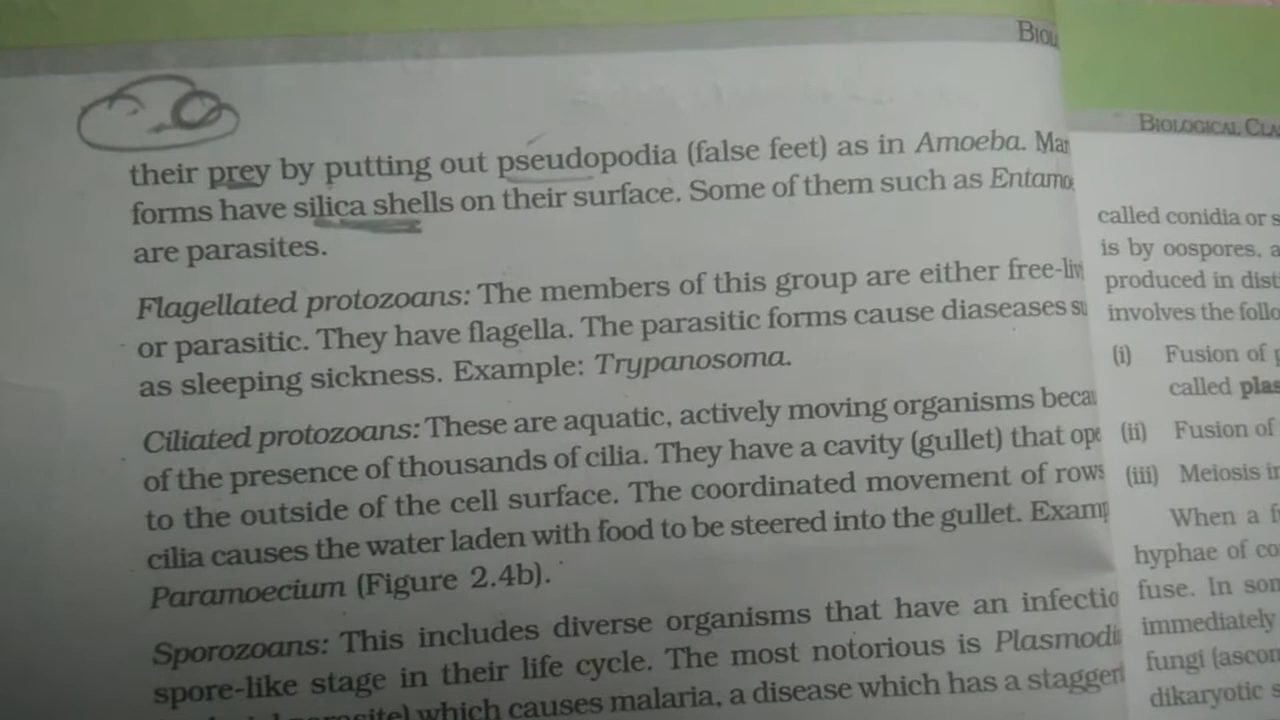 BIOL
their prey by putting out pseudopodia (false feet) as in Amoeba. Mar
forms have silica shells on their surface. Some of them such as Entamo
are parasites.
Flagellated protozoans: The members of this group are either free-liv
or parasitic. They have flagella. The parasitic forms cause diaseases su
as sleeping sickness. Example: Trypanosoma.
Ciliated protozoans: These are aquatic, actively moving organisms becau
of the presence of thousands of cilia. They have a cavity (gullet) that ope
to the outside of the cell surface. The coordinated movement of rows
cilia causes the water laden with food to be steered into the gullet. Examp
Paramoecium (Figure 2.4b).
Sporozoans: This includes diverse organisms that have an infectio
spore-like stage in their life cycle. The most notorious is Plasmodi
parasite) which causes malaria, a disease which has a staggeri
BIOLOGICAL CLA
called conidia or s
is by oospores, a
produced in dist
involves the follo
(i) Fusion of p
called plas
(ii) Fusion of
(iii) Meiosis in
When a f
hyphae of co
fuse. In som
immediately
fungi (ascom
dikaryotic s